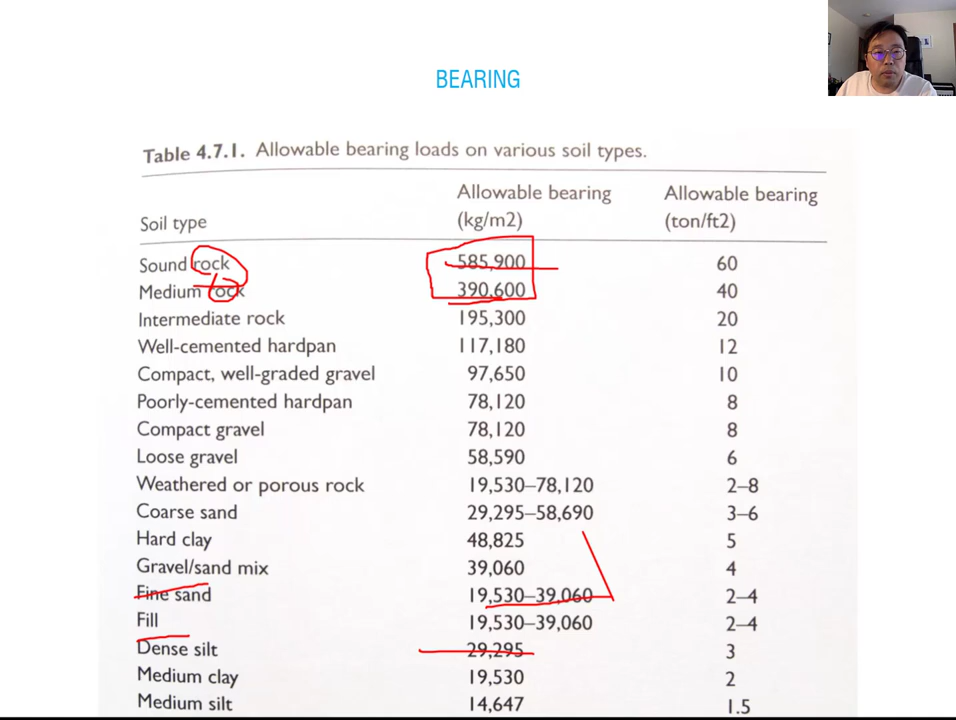 BEARING
Table 4.7.1. Allowable bearing loads on various soil types.
Soil type Allowable bearing (kg/m2) Allowable bearing (ton/ft2)
Sound rock 585,900 60
Medium rock 390,600 40
Intermediate rock 195,300 20
Well-cemented hardpan 117,180 12
Compact, well-graded gravel 97,650 10
Poorly-cemented hardpan 78,120 8
Compact gravel 78,120 8
Loose gravel 58,590 6
Weathered or porous rock 19,530–78,120 2–8
Coarse sand 29,295–58,690 3–6
Hard clay 48,825 5
Gravel/sand mix 39,060 4
Fine sand 19,530–39,060 2–4
Fill 19,530–39,060 2–4
Dense silt 29,295 3
Medium clay 19,530 2
Medium silt 14,647 1.5